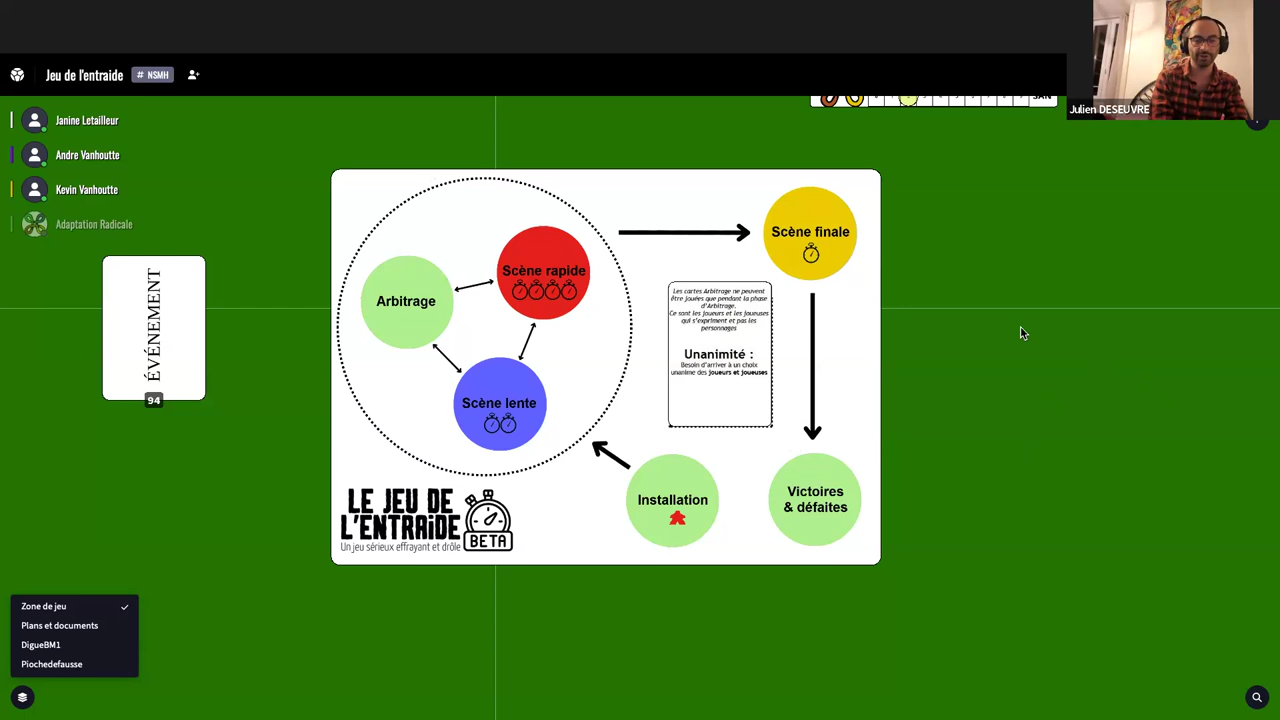 Jeu de l'entraide
# NSMH
Julien DESEUVRE
Janine Letailleur
Andre Vanhoutte
Kevin Vanhoutte
Adaptation Radicale
ÉVÉNEMENT
94
Scène rapide
Arbitrage
Scène lente
Scène finale
Les cartes Arbitrage ne peuvent
être jouées que pendant la phase
d'Arbitrage.
Ce sont les joueurs et les joueuses
qui s'expriment et pas les
personnages
Unanimité :
Besoin d'arriver à un choix
unanime des joueurs et joueuses
Installation
Victoires
& défaites
LE JEU DE
L'ENTRAiDE
BETA
Un jeu sérieux effrayant et drôle
Zone de jeu
Plans et documents
DigueBM1
Piochedefausse